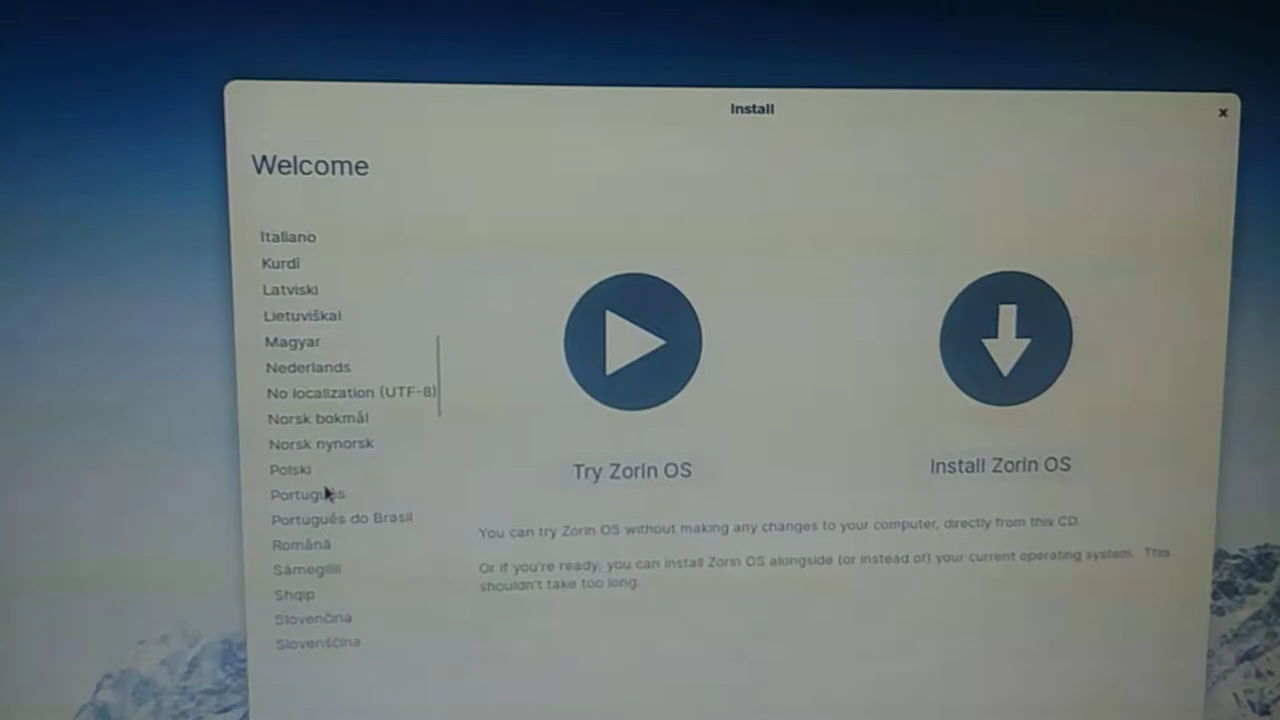 Install
x
Welcome
Italiano
Kurdî
Latviski
Lietuviškai
Magyar
Nederlands
No localization (UTF-8)
Norsk bokmål
Norsk nynorsk
Polski
Português
Português do Brasil
Română
Sámegillii
Shqip
Slovenčina
Slovenščina
Try Zorin OS
Install Zorin OS
You can try Zorin OS without making any changes to your computer, directly from this CD.
Or if you're ready, you can install Zorin OS alongside (or instead of) your current operating system. This
shouldn't take too long.